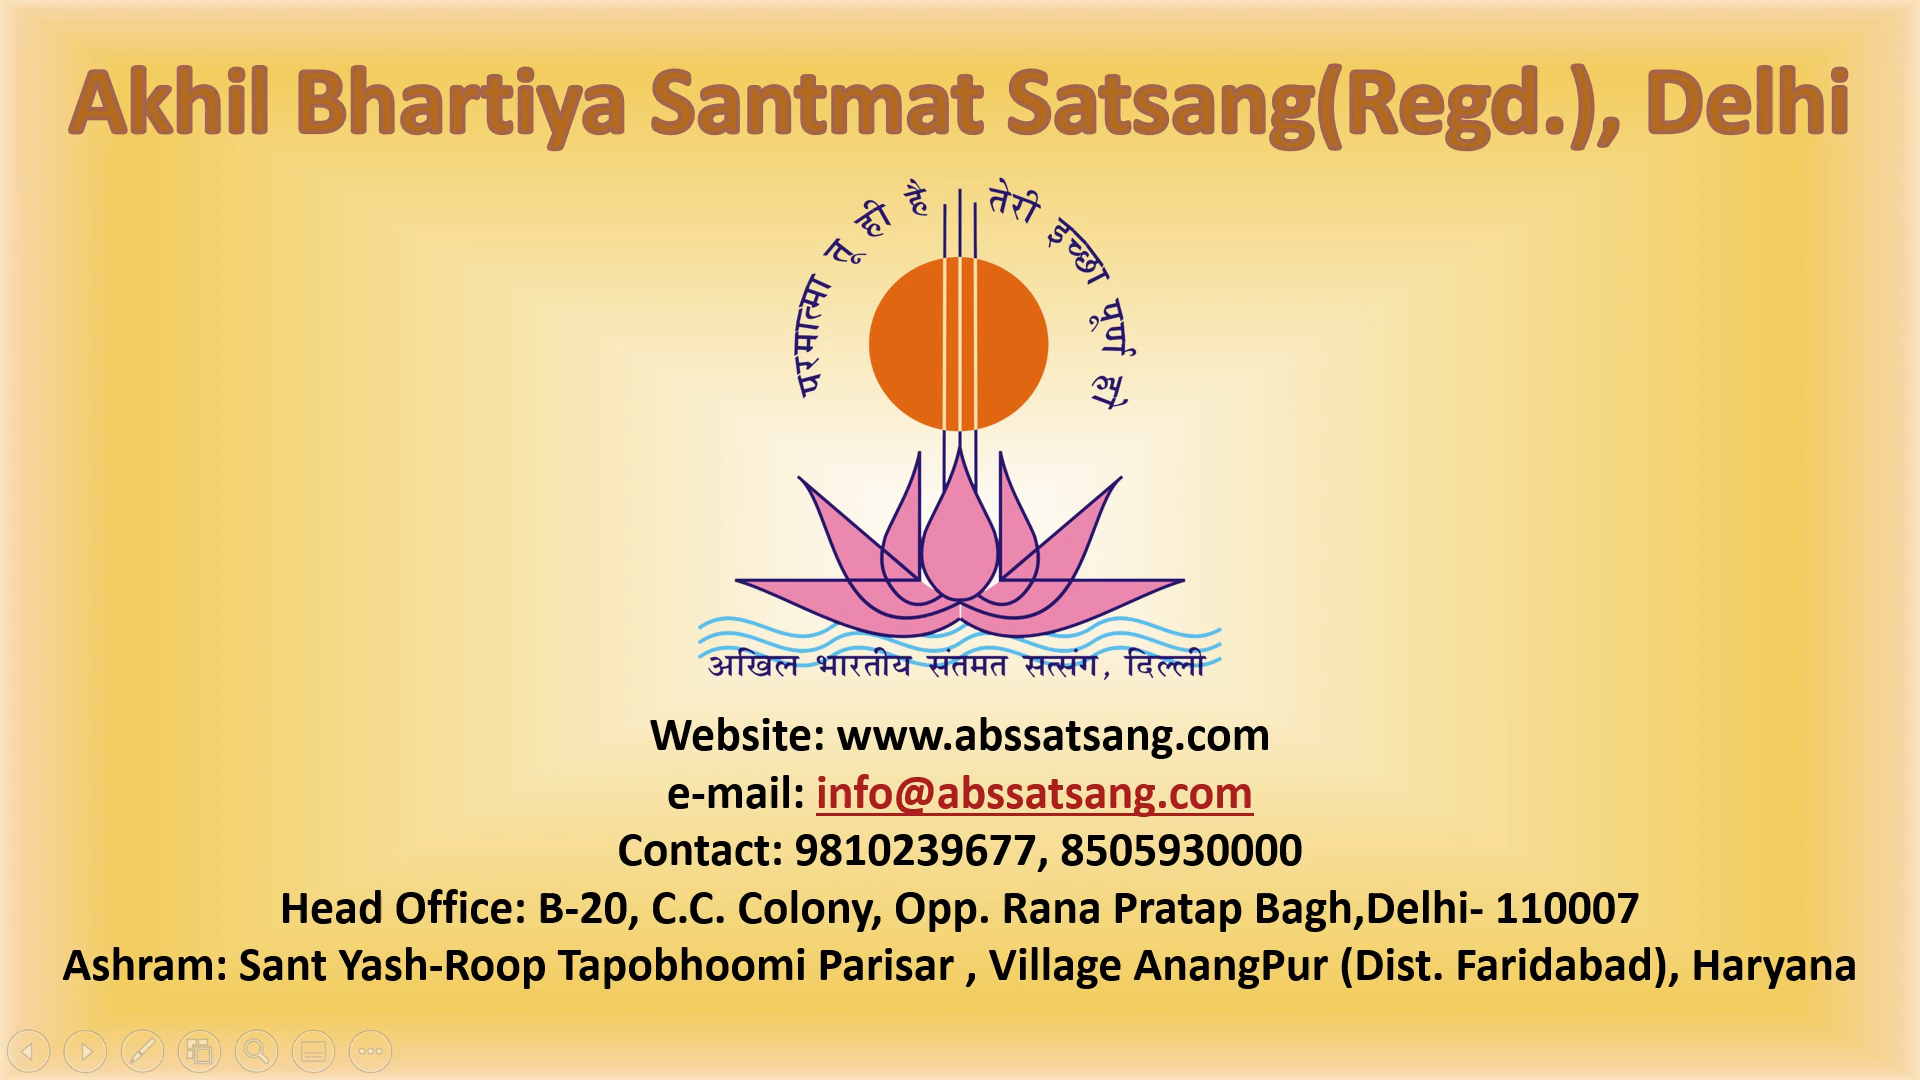 Akhil Bhartiya Santmat Satsang(Regd.), Delhi
परमात्मा तू ही है तेरी इच्छा पूर्ण हो
अखिल भारतीय संतमत सत्संग, दिल्ली
Website: www.abssatsang.com
e-mail: info@abssatsang.com
Contact: 9810239677, 8505930000
Head Office: B-20, C.C. Colony, Opp. Rana Pratap Bagh,Delhi- 110007
Ashram: Sant Yash-Roop Tapobhoomi Parisar , Village AnangPur (Dist. Faridabad), Haryana